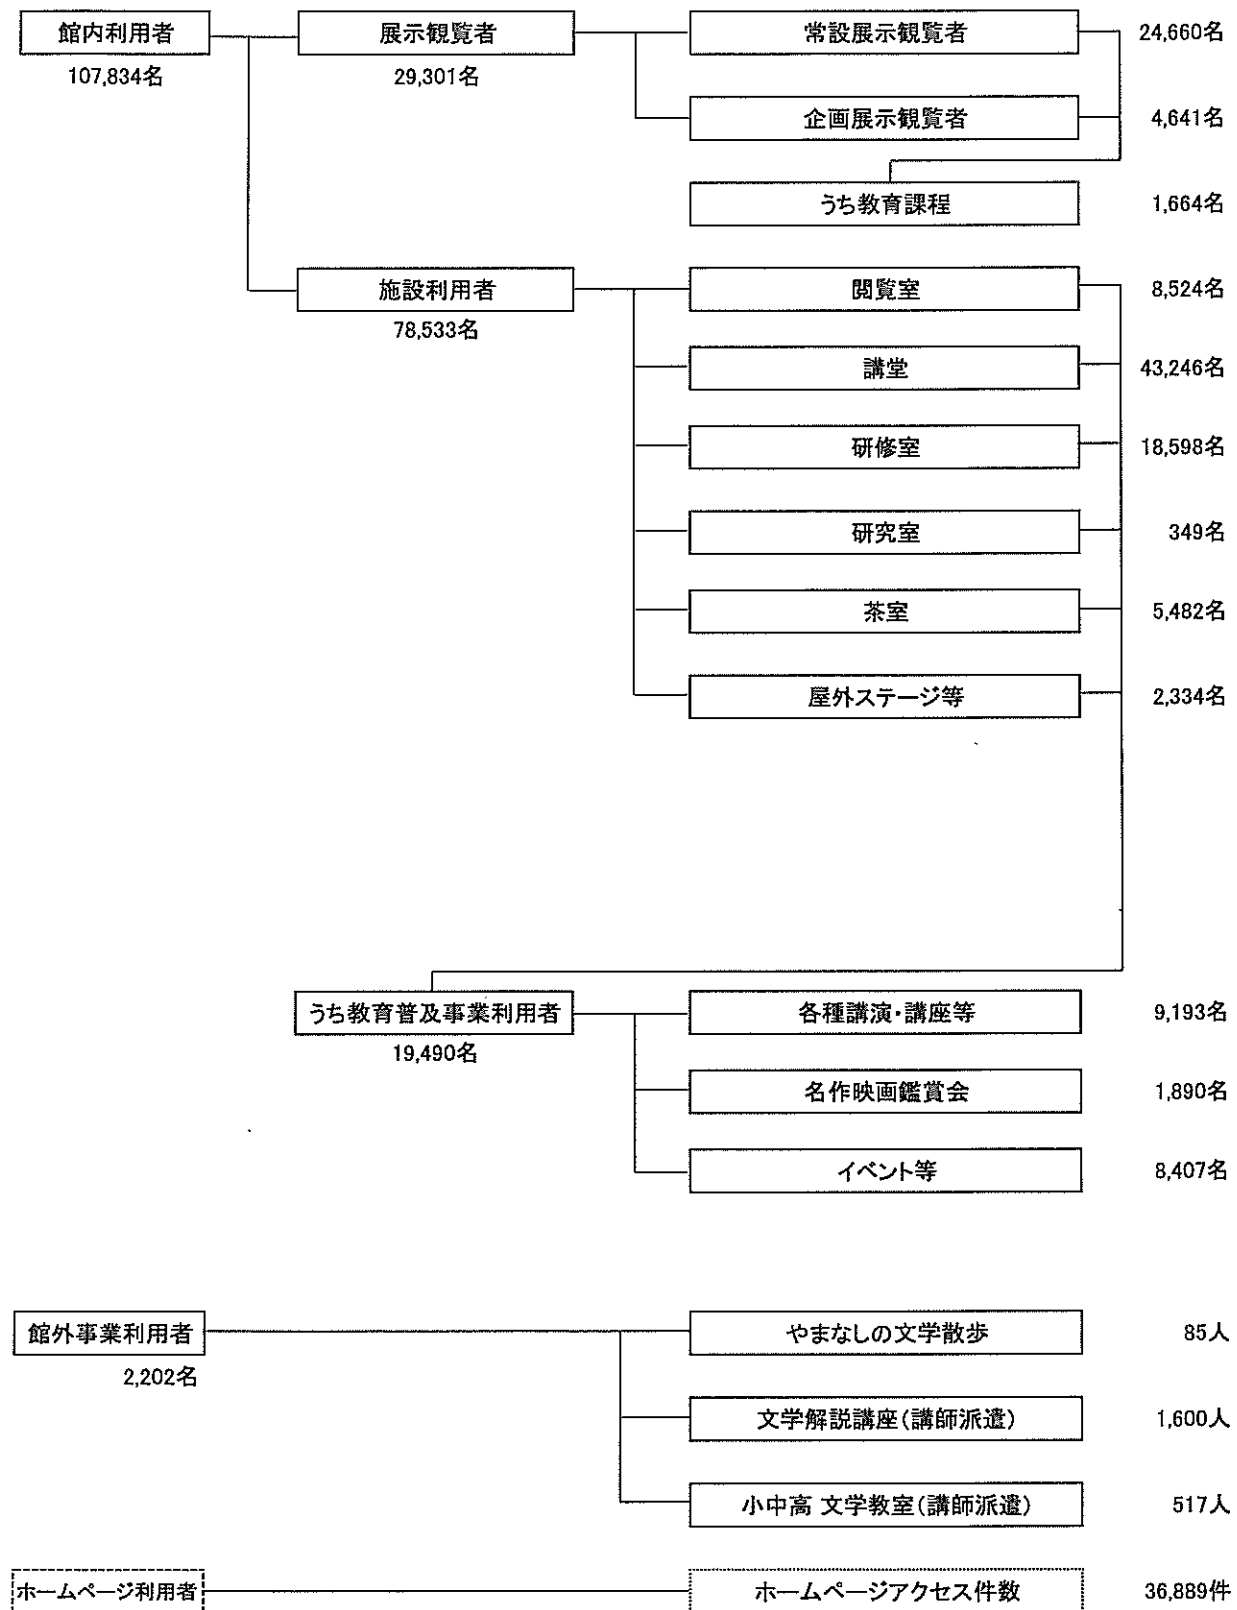 館内利用者 展示観覧者 常設展示観覧者 24,660名
107,834名 29,301名
企画展示観覧者 4,641名
うち教育課程 1,664名
施設利用者 閲覧室 8,524名
78,533名
講堂 43,246名
研修室 18,598名
研究室 349名
茶室 5,482名
屋外ステージ等 2,334名
うち教育普及事業利用者 各種講演・講座等 9,193名
19,490名
名作映画鑑賞会 1,890名
イベント等 8,407名
館外事業利用者 やまなしの文学散歩 85人
2,202名
文学解説講座(講師派遣) 1,600人
小中高 文学教室(講師派遣) 517人
ホームページ利用者 ホームページアクセス件数 36,889件